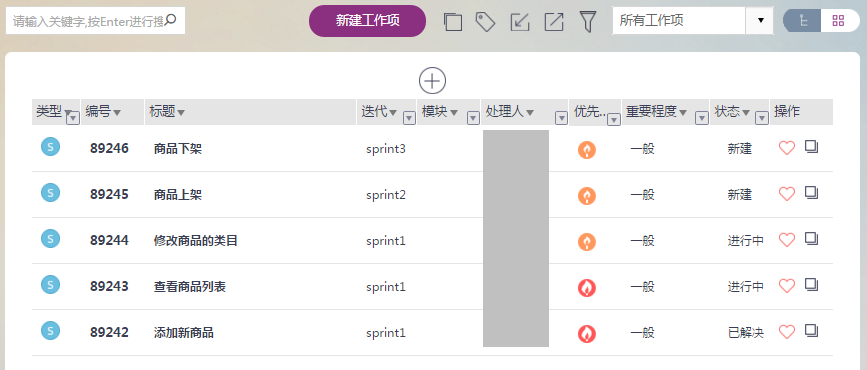 请输入关键字,按Enter进行搜 新建工作项 所有工作项
类型 编号 标题 迭代 模块 处理人 优先... 重要程度 状态 操作
S 89246 商品下架 sprint3 一般 新建
S 89245 商品上架 sprint2 一般 新建
S 89244 修改商品的类目 sprint1 一般 进行中
S 89243 查看商品列表 sprint1 一般 进行中
S 89242 添加新商品 sprint1 一般 已解决